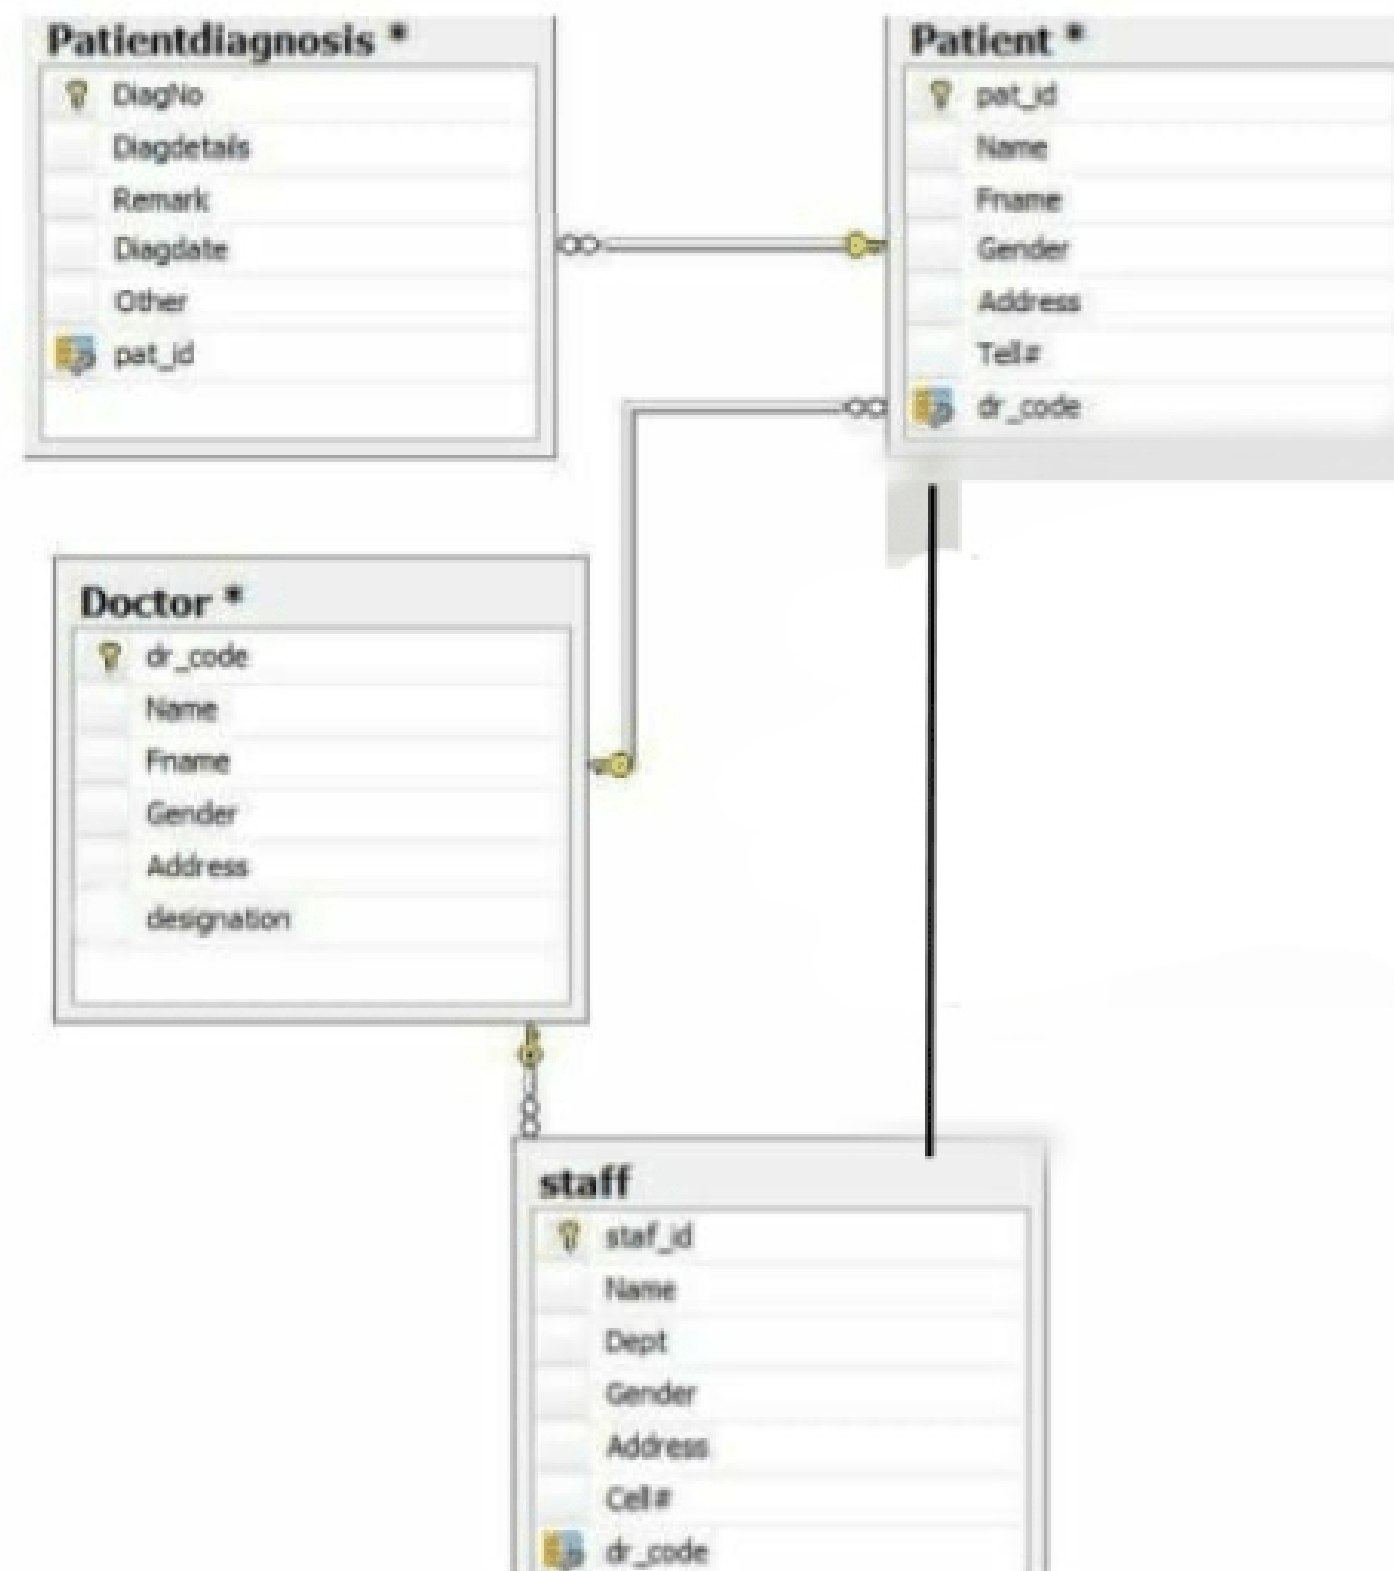 Patientdiagnosis *
DiagNo
Diagdetails
Remark
Diagdate
Other
pat_id
Patient *
pat_id
Name
Fname
Gender
Address
Tell#
dr_code
Doctor *
dr_code
Name
Fname
Gender
Address
designation
staff
staf_id
Name
Dept
Gender
Address
Cell#
dr_code